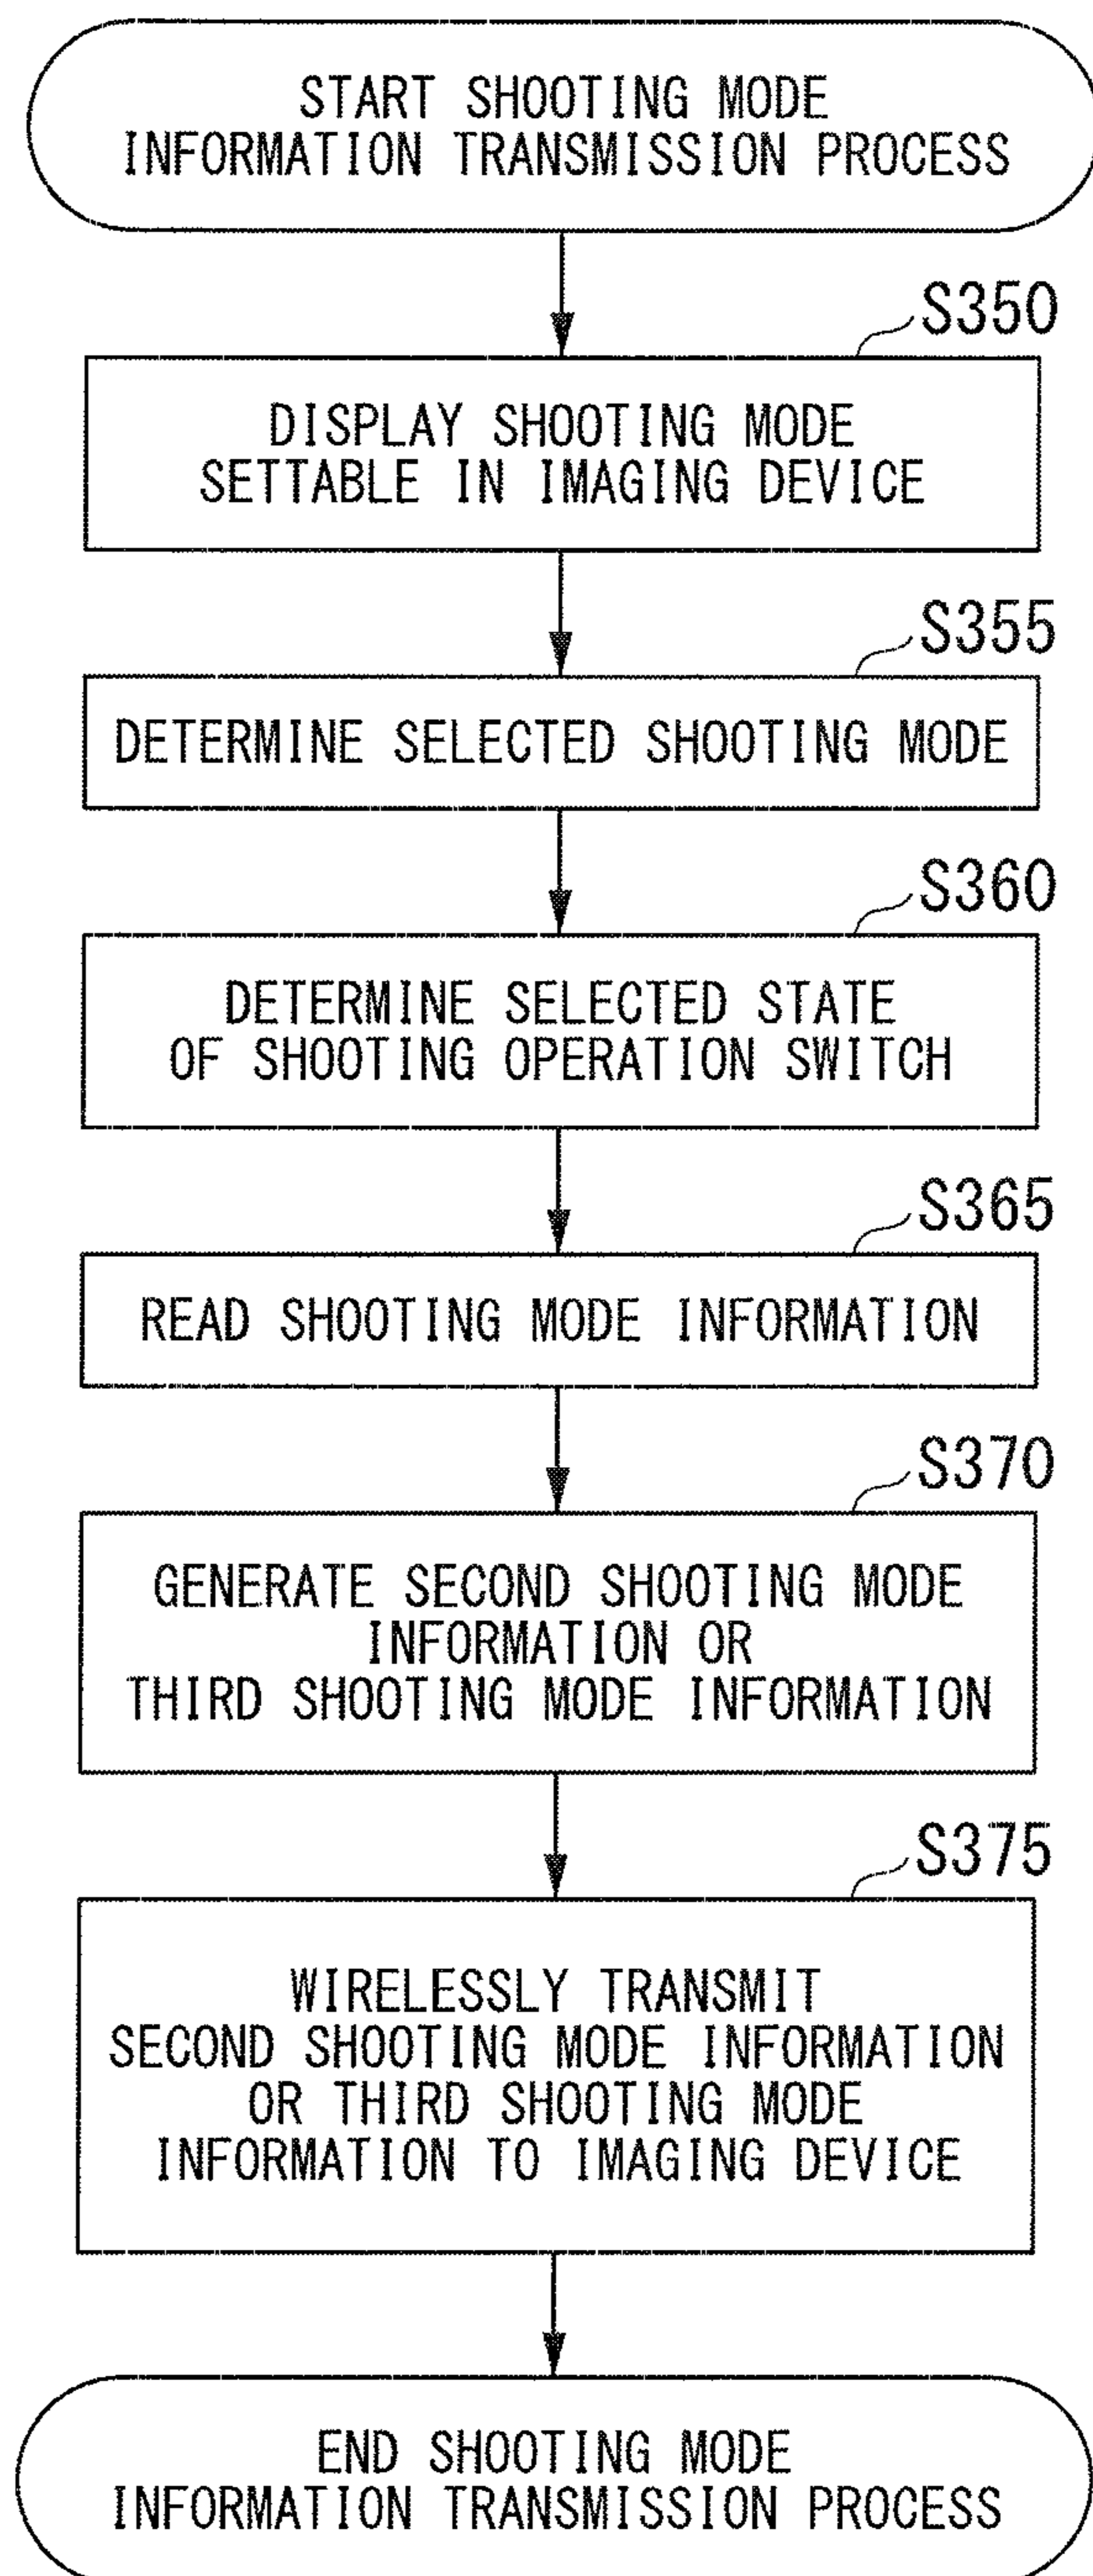 START SHOOTING MODE
INFORMATION TRANSMISSION PROCESS
S350
DISPLAY SHOOTING MODE
SETTABLE IN IMAGING DEVICE
S355
DETERMINE SELECTED SHOOTING MODE
S360
DETERMINE SELECTED STATE
OF SHOOTING OPERATION SWITCH
S365
READ SHOOTING MODE INFORMATION
S370
GENERATE SECOND SHOOTING MODE
INFORMATION OR
THIRD SHOOTING MODE INFORMATION
S375
WIRELESSLY TRANSMIT
SECOND SHOOTING MODE INFORMATION
OR THIRD SHOOTING MODE
INFORMATION TO IMAGING DEVICE
END SHOOTING MODE
INFORMATION TRANSMISSION PROCESS